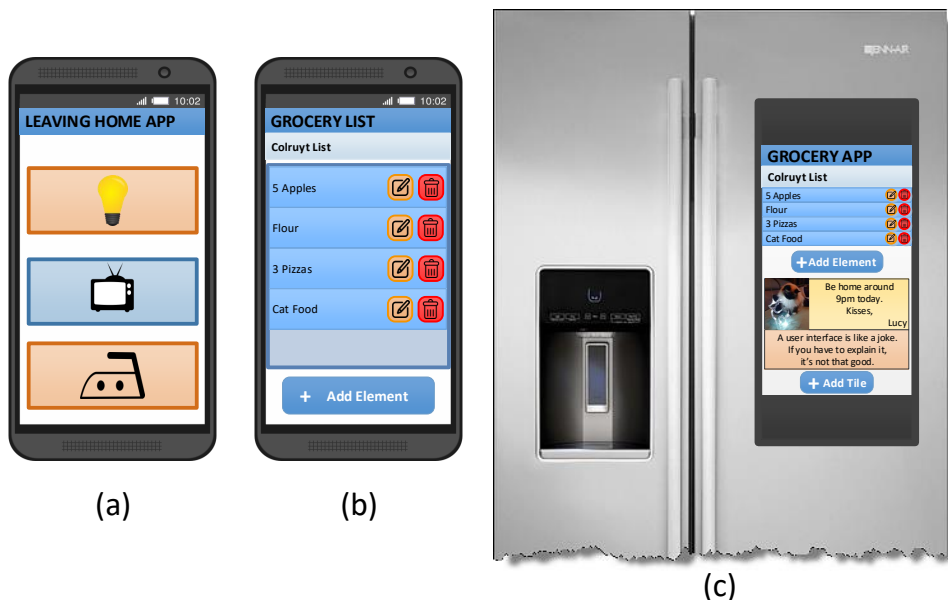 10:02
LEAVING HOME APP
(a)
10:02
GROCERY LIST
Colruyt List
5 Apples
Flour
3 Pizzas
Cat Food
+ Add Element
(b)
JENN-AIR
GROCERY APP
Colruyt List
5 Apples
Flour
3 Pizzas
Cat Food
+Add Element
Be home around
9pm today.
Kisses,
Lucy
A user interface is like a joke.
If you have to explain it,
it's not that good.
+ Add Tile
(c)